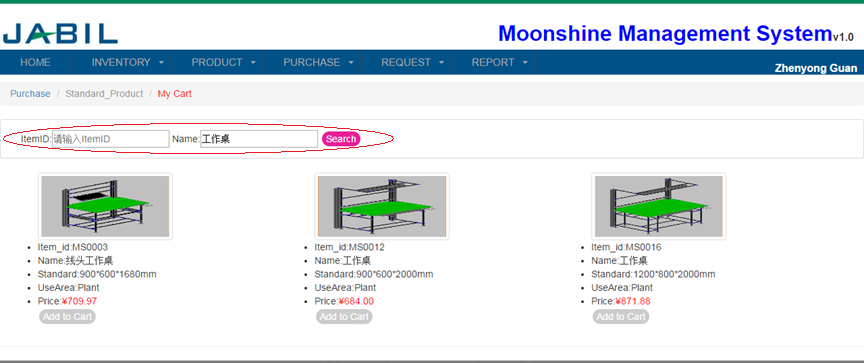 JABIL
Moonshine Management System v1.0
HOME INVENTORY PRODUCT PURCHASE REQUEST REPORT
Zhenyong Guan
Purchase / Standard_Product / My Cart
ItemID:请输入ItemID Name:工作桌 Search
Item_id:MS0003
Name:线头工作桌
Standard:900*600*1680mm
UseArea:Plant
Price:¥709.97
Add to Cart
Item_id:MS0012
Name:工作桌
Standard:900*600*2000mm
UseArea:Plant
Price:¥684.00
Add to Cart
Item_id:MS0016
Name:工作桌
Standard:1200*800*2000mm
UseArea:Plant
Price:¥871.88
Add to Cart